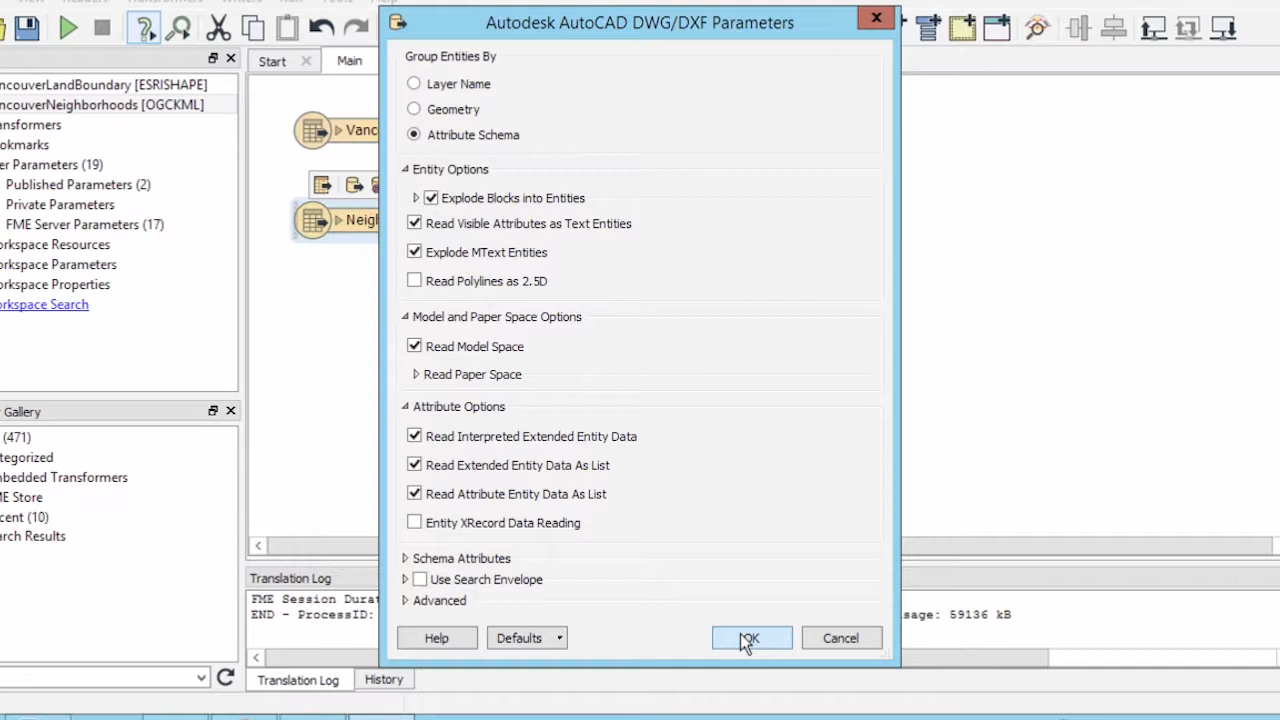 Autodesk AutoCAD DWG/DXF Parameters
Start
Main
ncouverLandBoundary [ESRISHAPE]
ncouverNeighborhoods [OGCKML]
ansformers
okmarks
er Parameters (19)
Published Parameters (2)
Private Parameters
FME Server Parameters (17)
orkspace Resources
orkspace Parameters
orkspace Properties
orkspace Search
Vanc
Neigh
Gallery
(471)
tegorized
mbedded Transformers
ME Store
cent (10)
arch Results
Group Entities By
Layer Name
Geometry
Attribute Schema
Entity Options
Explode Blocks into Entities
Read Visible Attributes as Text Entities
Explode MText Entities
Read Polylines as 2.5D
Model and Paper Space Options
Read Model Space
Read Paper Space
Attribute Options
Read Interpreted Extended Entity Data
Read Extended Entity Data As List
Read Attribute Entity Data As List
Entity XRecord Data Reading
Schema Attributes
Use Search Envelope
Advanced
Help
Defaults
OK
Cancel
Translation Log
FME Session Durat
END - ProcessID:
sage: 59136 kB
Translation Log
History